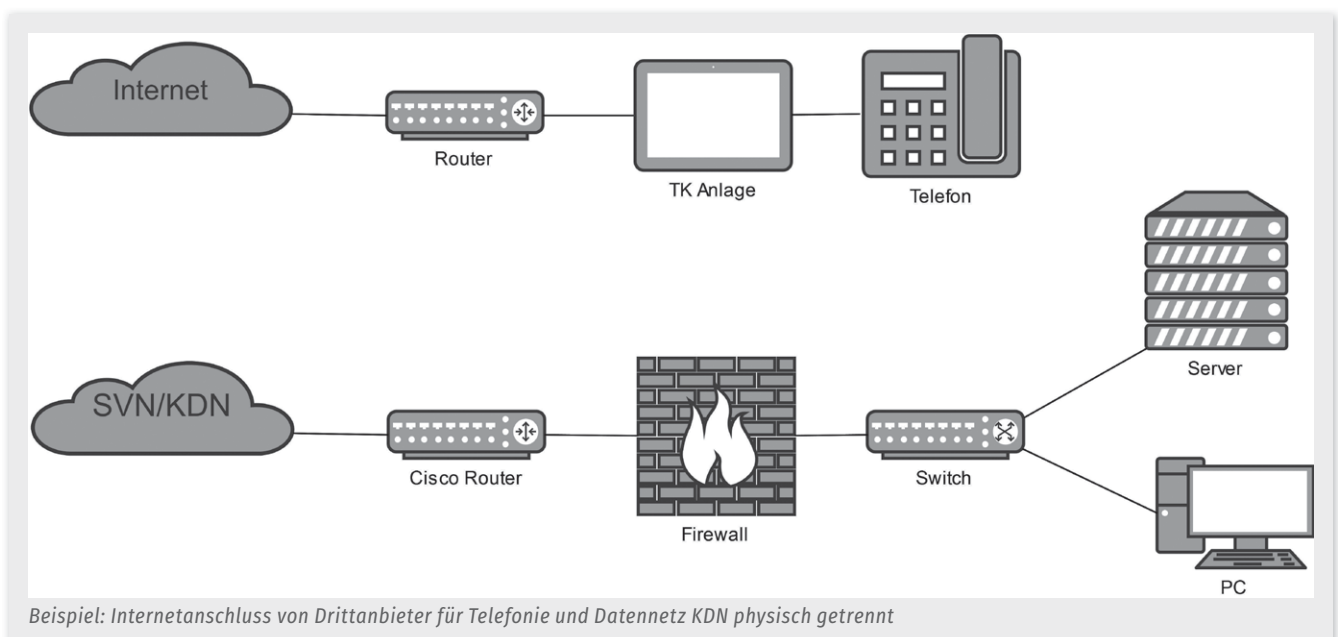 Internet
Router
TK Anlage
Telefon
Server
SVN/KDN
Cisco Router
Firewall
Switch
PC
Beispiel: Internetanschluss von Drittanbieter für Telefonie und Datennetz KDN physisch getrennt